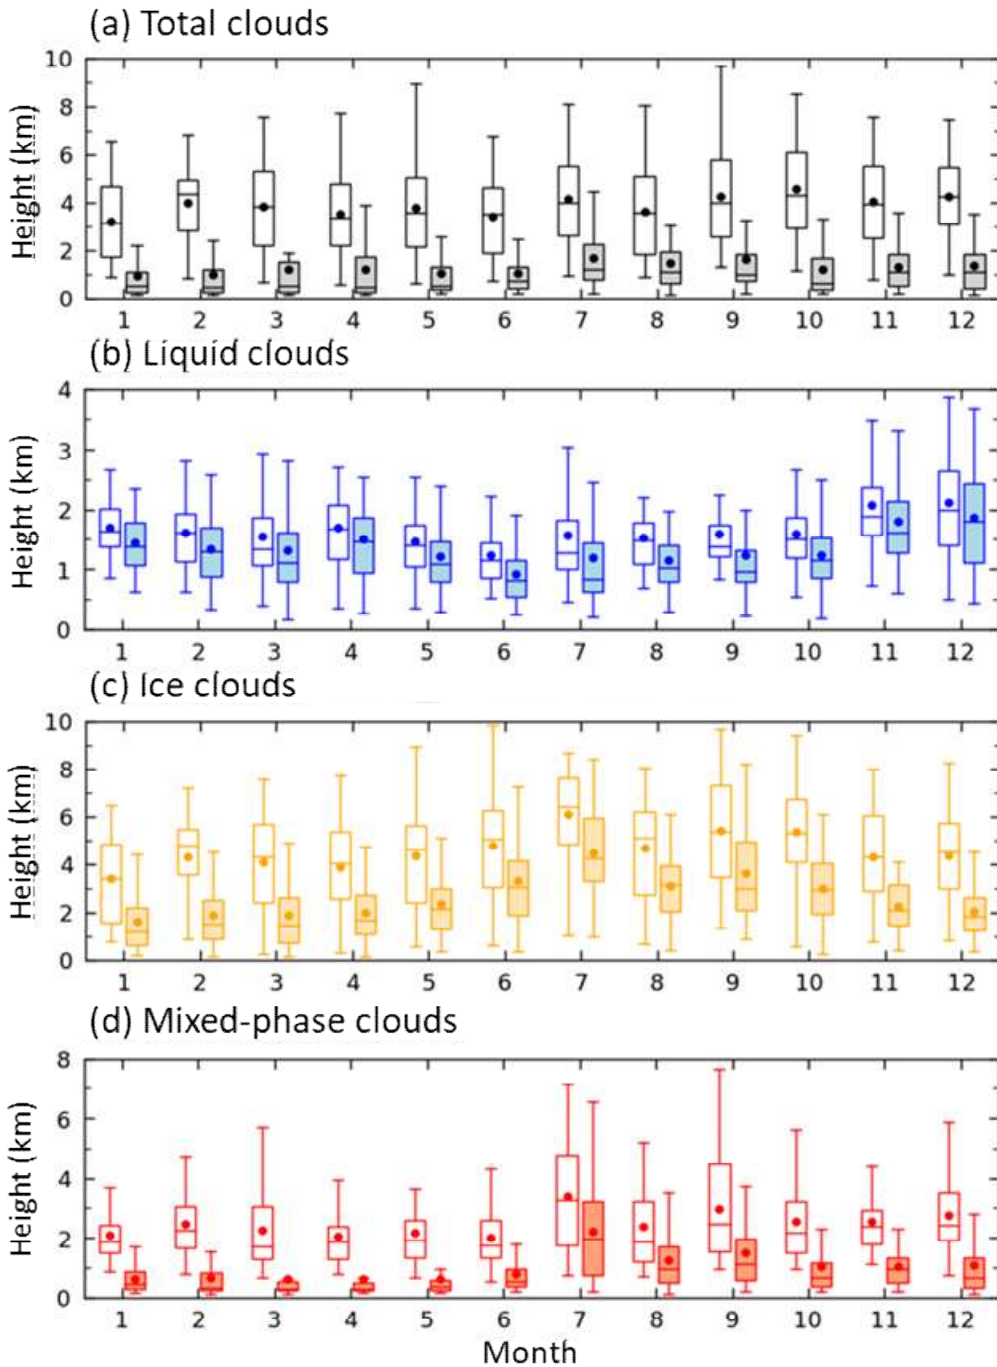 (a) Total clouds
Height (km)
10
8
6
4
2
0
1 2 3 4 5 6 7 8 9 10 11 12
(b) Liquid clouds
Height (km)
4
3
2
1
0
1 2 3 4 5 6 7 8 9 10 11 12
(c) Ice clouds
Height (km)
10
8
6
4
2
0
1 2 3 4 5 6 7 8 9 10 11 12
(d) Mixed-phase clouds
Height (km)
8
6
4
2
0
1 2 3 4 5 6 7 8 9 10 11 12
Month